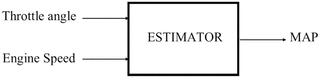 Throttle angle
ESTIMATOR
MAP
Engine Speed